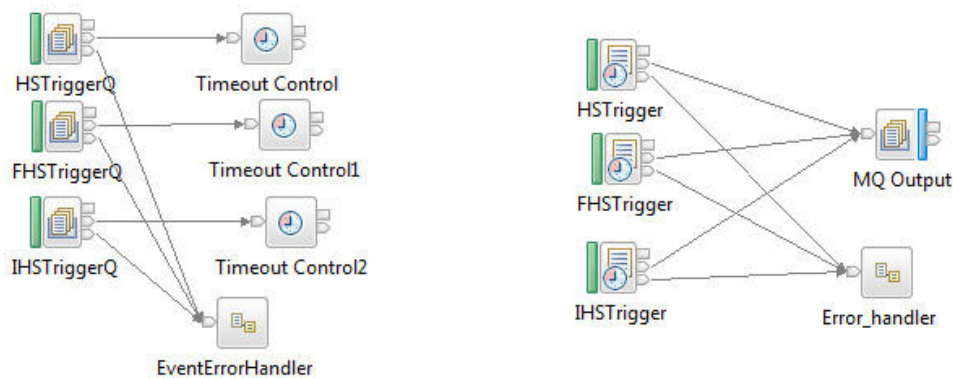 HSTriggerQ
Timeout Control
FHSTriggerQ
Timeout Control1
IHSTriggerQ
Timeout Control2
EventErrorHandler
HSTrigger
FHSTrigger
MQ Output
IHSTrigger
Error_handler